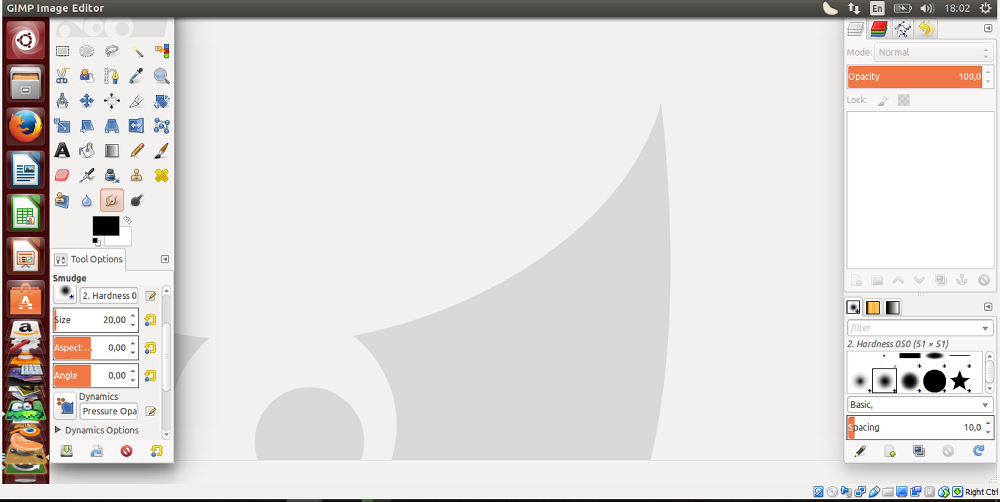 GIMP Image Editor
En
18:02
Mode: Normal
Opacity 100,0
Lock:
Tool Options
Smudge
2. Hardness 0
Size 20,00
Aspect ... 0,00
Angle 0,00
Dynamics
Pressure Opa
Dynamics Options
filter
2. Hardness 050 (51 × 51)
Basic,
Spacing 10,0
Right Ctrl